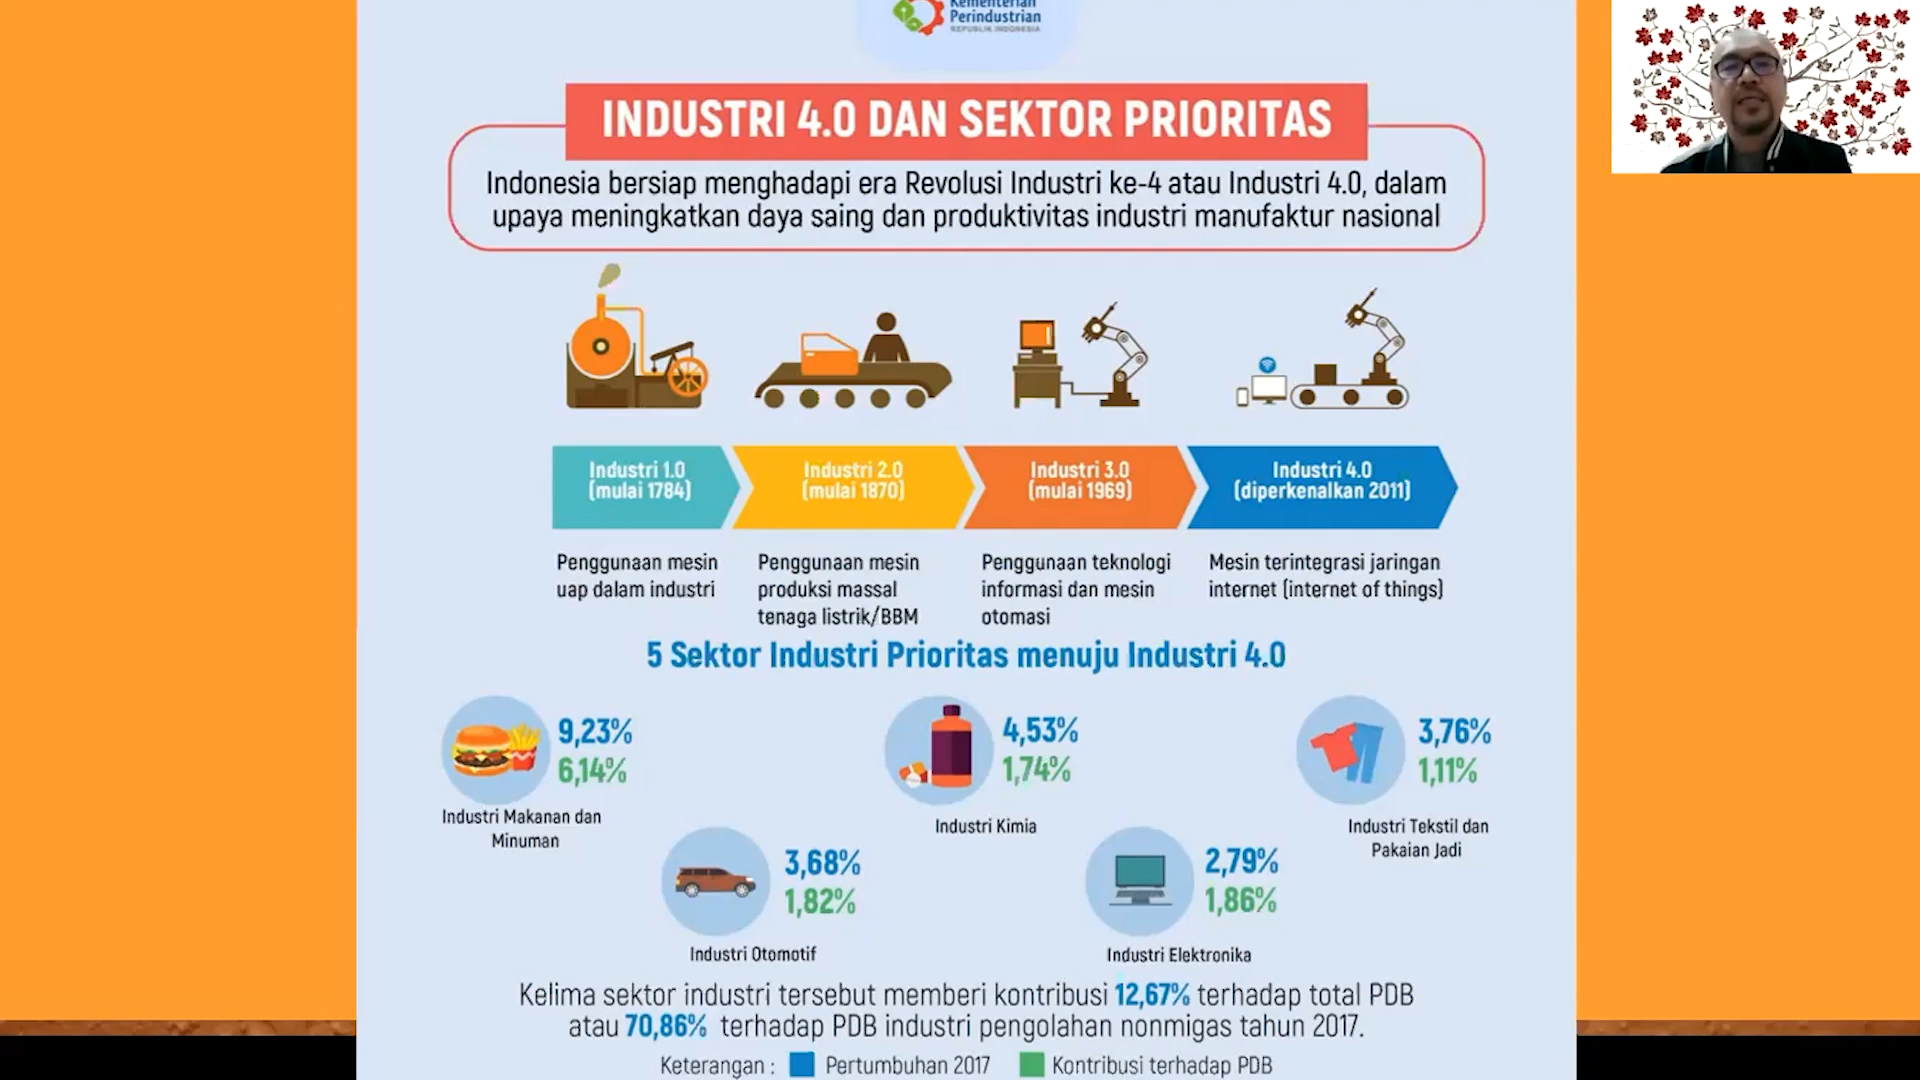 Kementerian
Perindustrian
REPUBLIK INDONESIA
INDUSTRI 4.0 DAN SEKTOR PRIORITAS
Indonesia bersiap menghadapi era Revolusi Industri ke-4 atau Industri 4.0, dalam
upaya meningkatkan daya saing dan produktivitas industri manufaktur nasional
Industri 1.0
(mulai 1784)
Industri 2.0
(mulai 1870)
Industri 3.0
(mulai 1969)
Industri 4.0
(diperkenalkan 2011)
Penggunaan mesin
uap dalam industri
Penggunaan mesin
produksi massal
tenaga listrik/BBM
Penggunaan teknologi
informasi dan mesin
otomasi
Mesin terintegrasi jaringan
internet (internet of things)
5 Sektor Industri Prioritas menuju Industri 4.0
9,23%
6,14%
Industri Makanan dan
Minuman
4,53%
1,74%
Industri Kimia
3,76%
1,11%
Industri Tekstil dan
Pakaian Jadi
3,68%
1,82%
Industri Otomotif
2,79%
1,86%
Industri Elektronika
Kelima sektor industri tersebut memberi kontribusi 12,67% terhadap total PDB
atau 70,86% terhadap PDB industri pengolahan nonmigas tahun 2017.
Keterangan : Pertumbuhan 2017 Kontribusi terhadap PDB